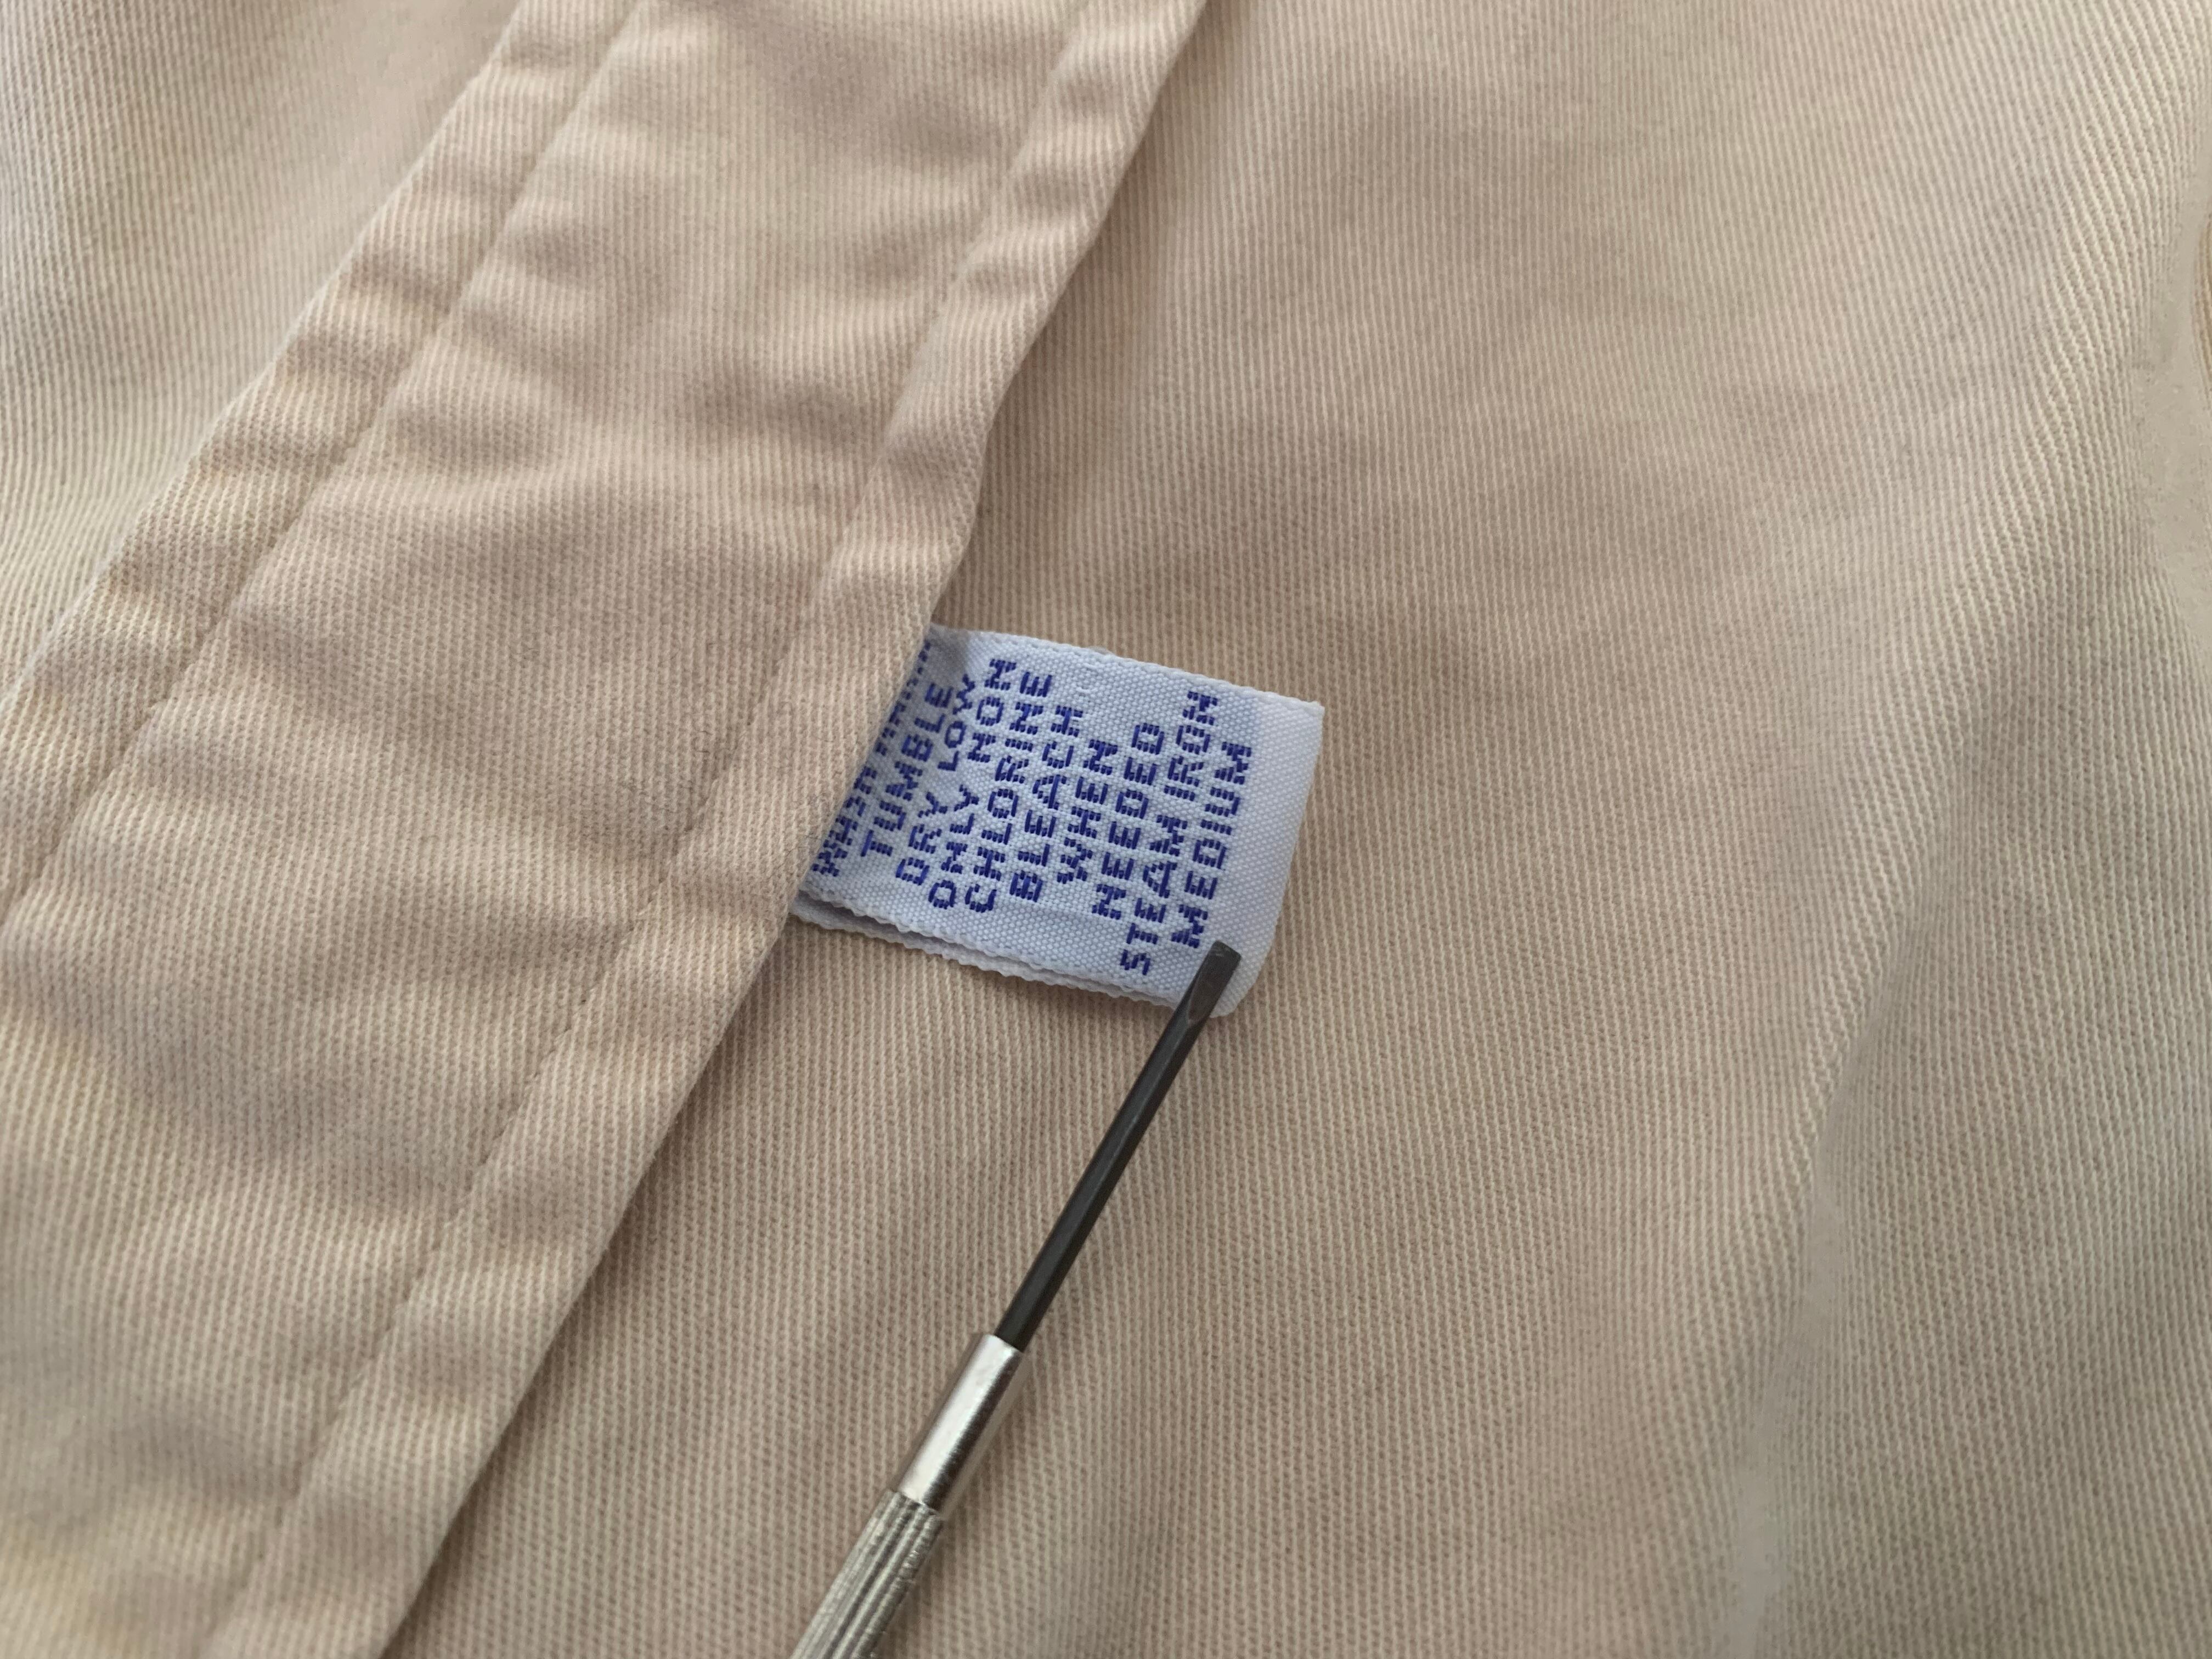 TUMBLE
DRY LOW
ONLY NON
CHLORINE
BLEACH
WHEN
NEEDED
STEAM IRON
MEDIUM